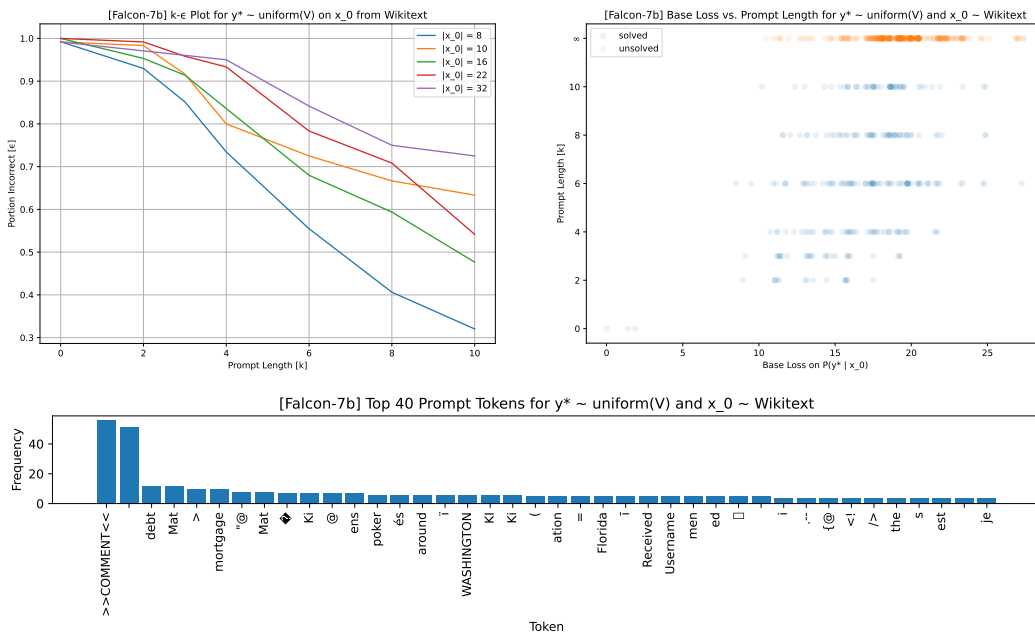 [Falcon-7b] k-ϵ Plot for y* ~ uniform(V) on x_0 from Wikitext
Portion Incorrect [ϵ]
1.0
0.9
0.8
0.7
0.6
0.5
0.4
0.3
|x_0| = 8
|x_0| = 10
|x_0| = 16
|x_0| = 22
|x_0| = 32
0 2 4 6 8 10
Prompt Length [k]
[Falcon-7b] Base Loss vs. Prompt Length for y* ~ uniform(V) and x_0 ~ Wikitext
Prompt Length [k]
∞
10
8
6
4
2
0
solved
unsolved
0 5 10 15 20 25
Base Loss on P(y* | x_0)
[Falcon-7b] Top 40 Prompt Tokens for y* ~ uniform(V) and x_0 ~ Wikitext
Frequency
40
20
0
>>COMMENT<<
debt
Mat
>
mortgage
"@
Mat
�
Ki
@
ens
poker
és
around
WASHINGTON
KI
Ki
(
ation
=
Florida
Received
Username
men
ed
□
{@
<!
/>
the
s
est
je
Token